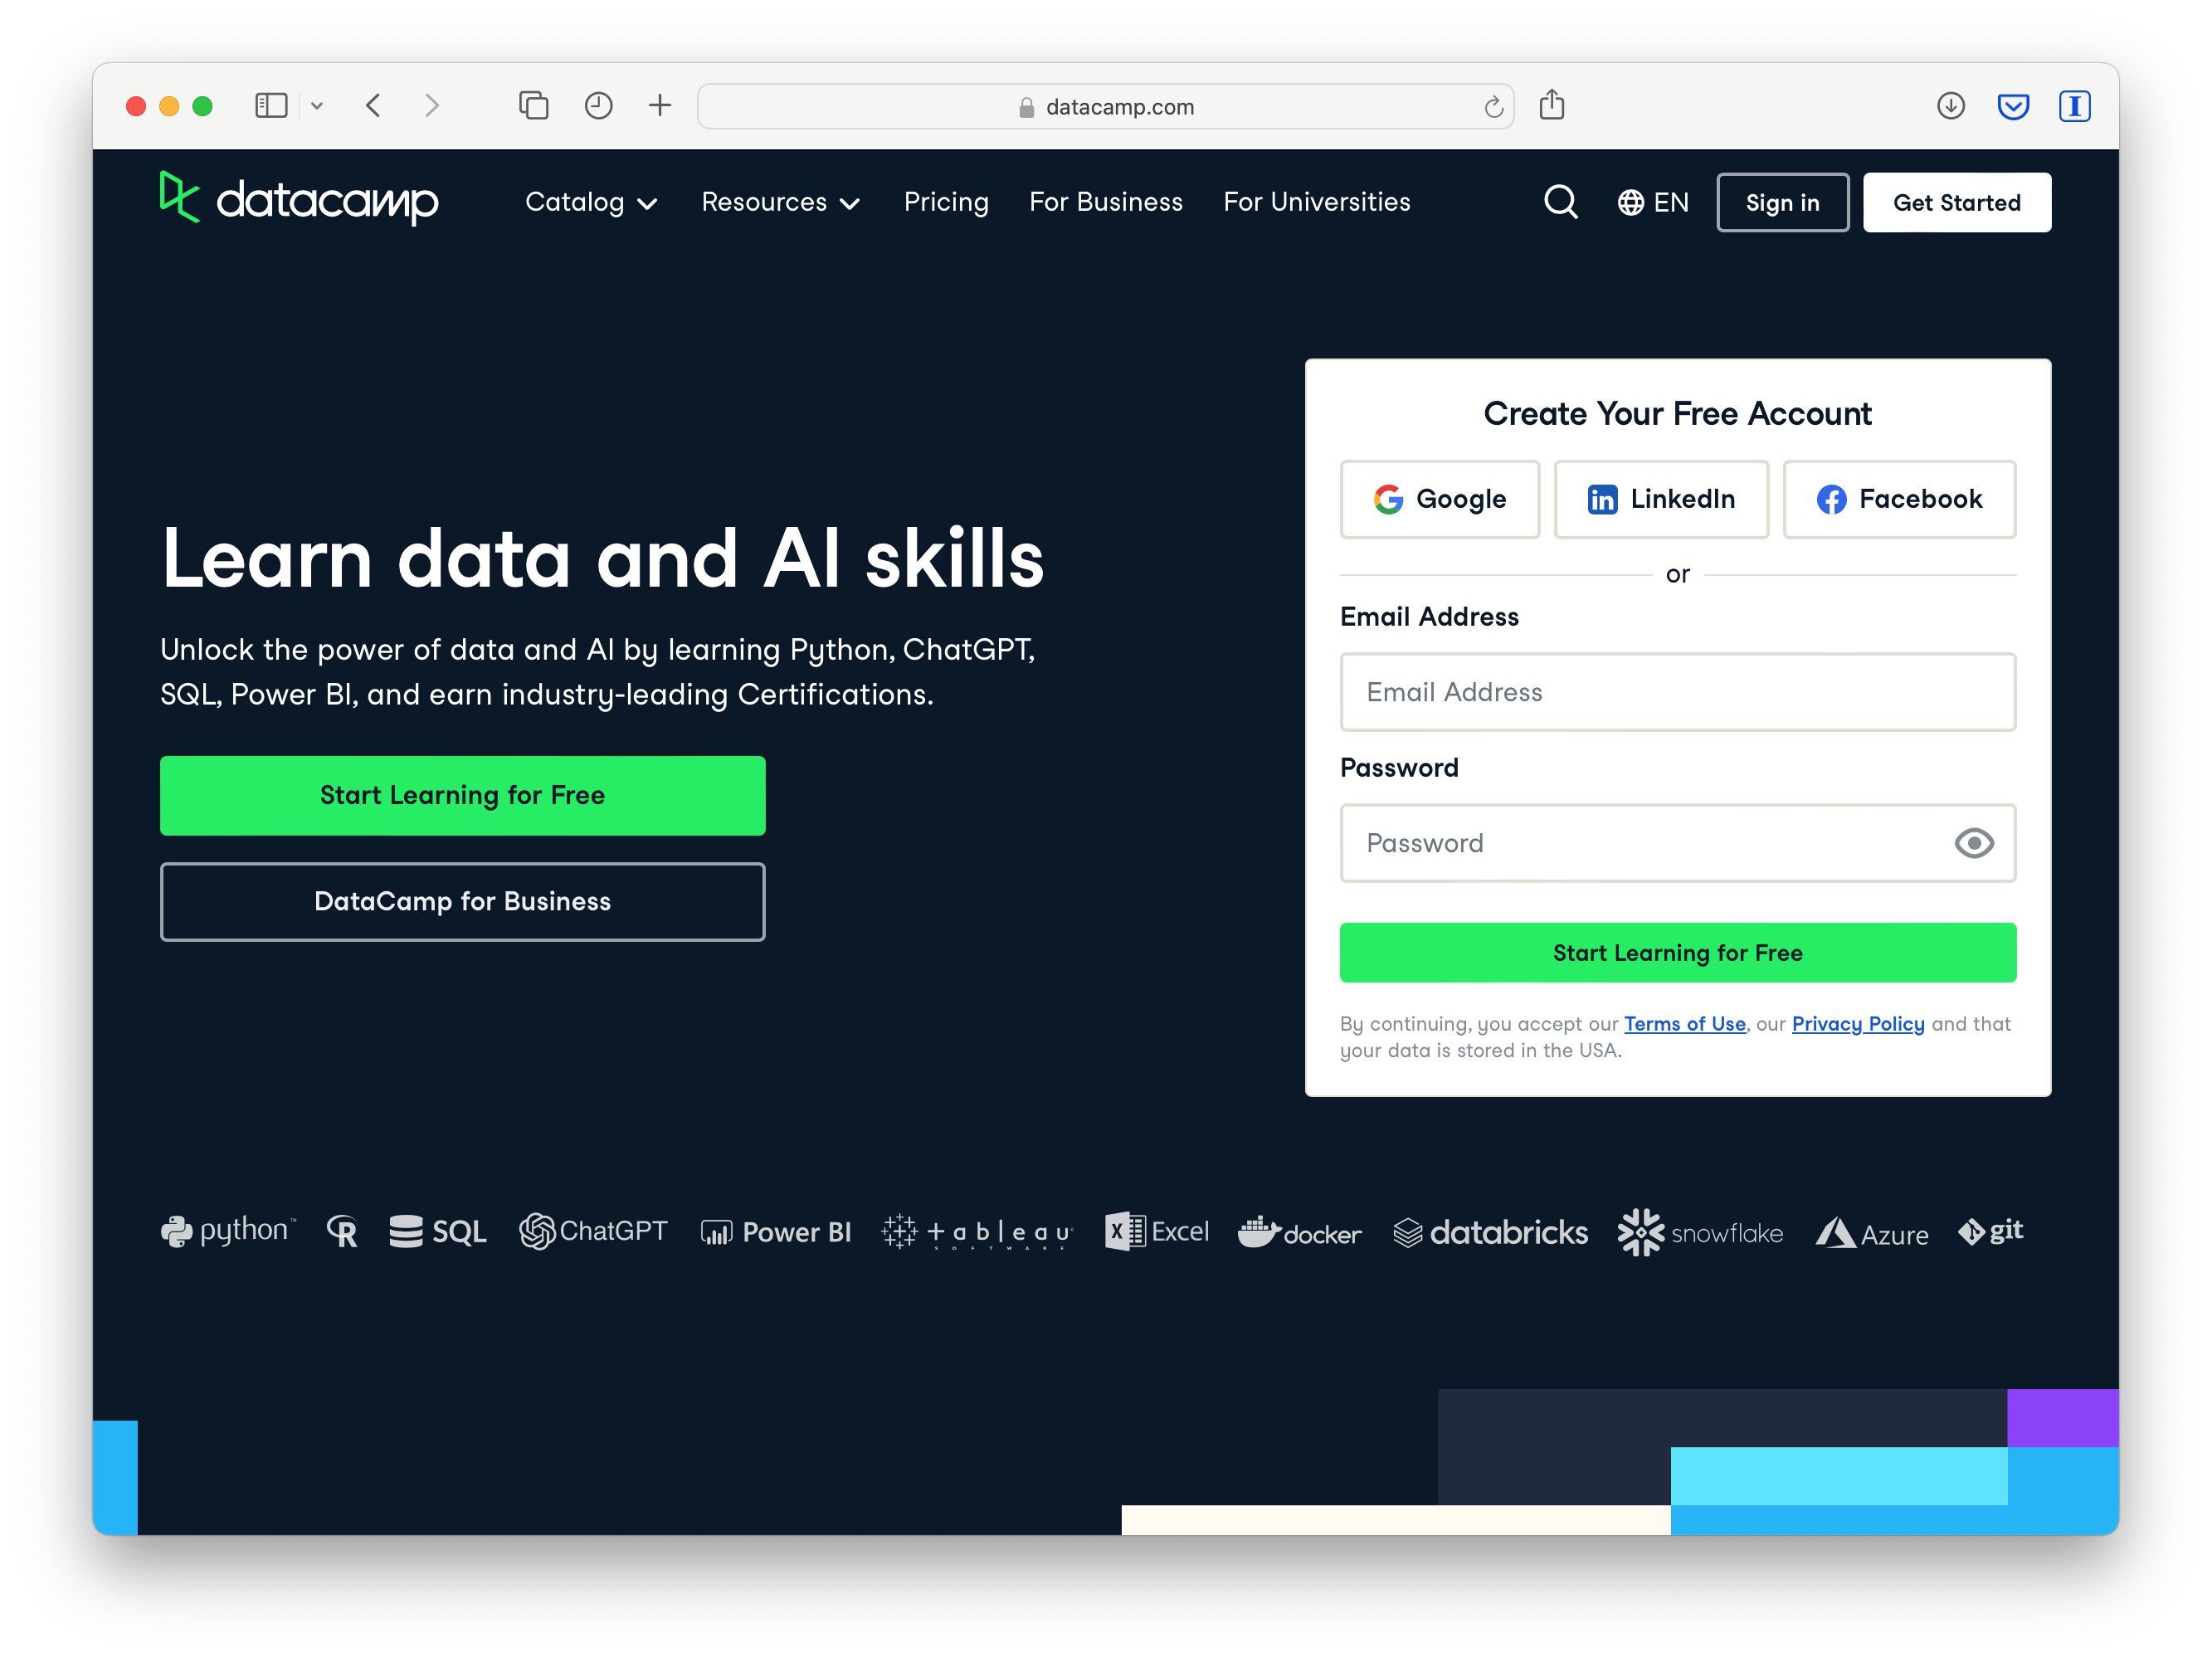 datacamp.com
datacamp
Catalog
Resources
Pricing
For Business
For Universities
EN
Sign in
Get Started
Learn data and AI skills
Unlock the power of data and AI by learning Python, ChatGPT,
SQL, Power BI, and earn industry-leading Certifications.
Start Learning for Free
DataCamp for Business
Create Your Free Account
Google
LinkedIn
Facebook
or
Email Address
Email Address
Password
Password
Start Learning for Free
By continuing, you accept our Terms of Use, our Privacy Policy and that
your data is stored in the USA.
python™
R
SQL
ChatGPT
Power BI
+ableau
SOFTWARE
Excel
docker
databricks
snowflake
Azure
git